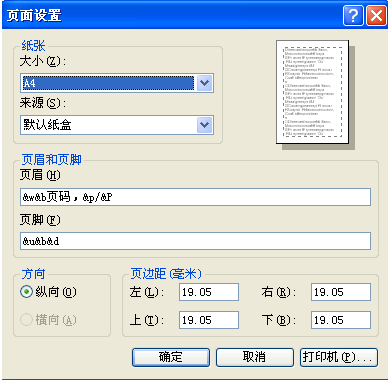 页面设置
纸张
大小(Z):
A4
来源(S):
默认纸盒
页眉和页脚
页眉(H)
&w&b页码，&p/&P
页脚(F)
&u&b&d
方向
纵向(O)
横向(A)
页边距(毫米)
左(L): 19.05 右(R): 19.05
上(T): 19.05 下(B): 19.05
确定 取消 打印机(P)...